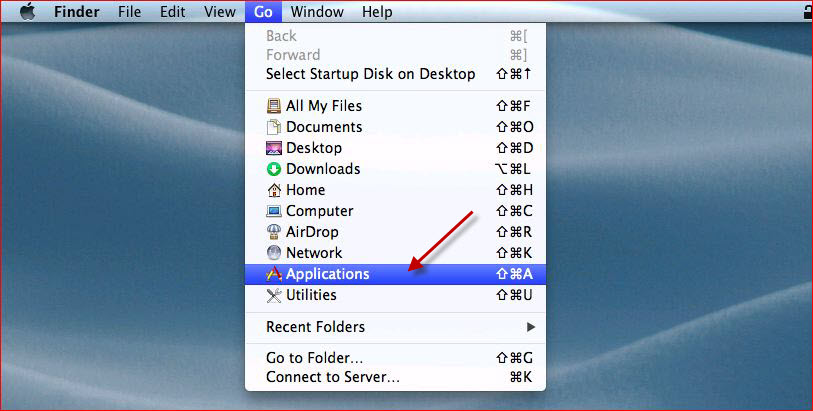 Finder File Edit View Go Window Help
Back ⌘[
Forward ⌘]
Select Startup Disk on Desktop ⇧⌘↑
All My Files ⇧⌘F
Documents ⇧⌘O
Desktop ⇧⌘D
Downloads ⌥⌘L
Home ⇧⌘H
Computer ⇧⌘C
AirDrop ⇧⌘R
Network ⇧⌘K
Applications ⇧⌘A
Utilities ⇧⌘U
Recent Folders
Go to Folder... ⇧⌘G
Connect to Server... ⌘K